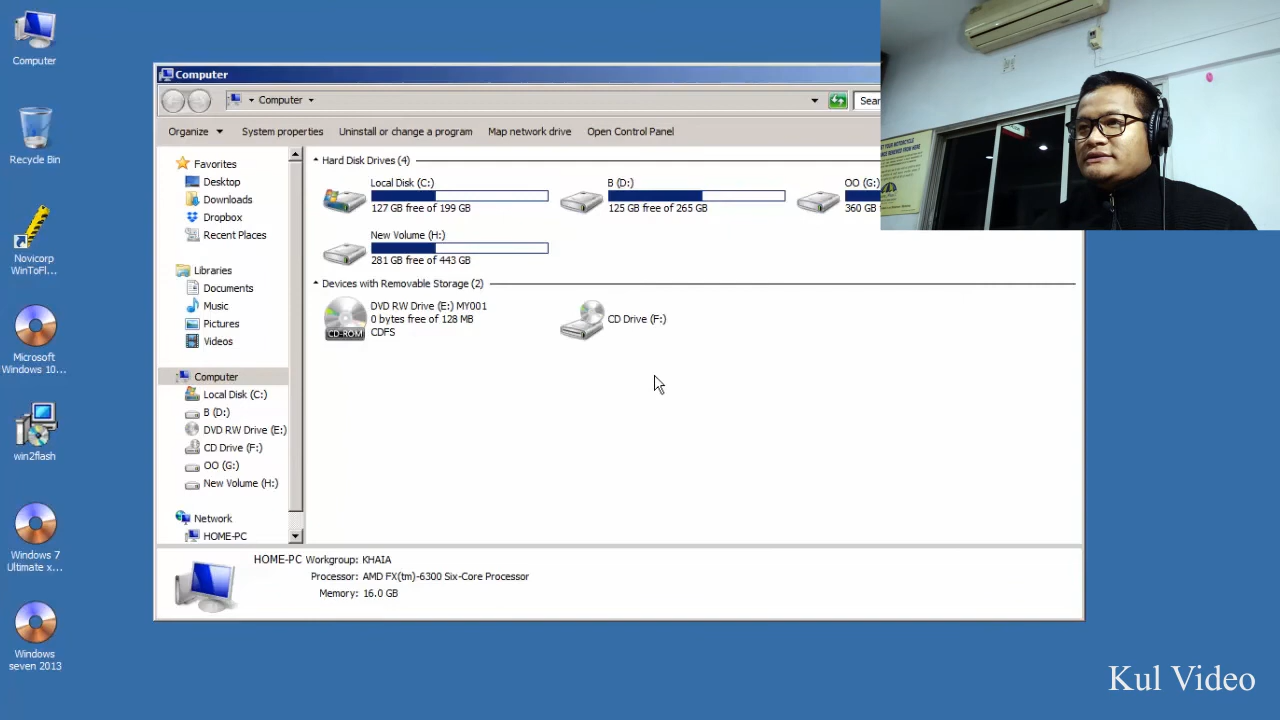 Computer
Recycle Bin
Novicorp
WinToFl...
Microsoft
Windows 10...
win2flash
Windows 7
Ultimate x...
Windows
seven 2013
Computer
Computer
Sear
Organize
System properties
Uninstall or change a program
Map network drive
Open Control Panel
Favorites
Desktop
Downloads
Dropbox
Recent Places
Libraries
Documents
Music
Pictures
Videos
Computer
Local Disk (C:)
B (D:)
DVD RW Drive (E:)
CD Drive (F:)
OO (G:)
New Volume (H:)
Network
HOME-PC
Hard Disk Drives (4)
Local Disk (C:)
127 GB free of 199 GB
B (D:)
125 GB free of 265 GB
OO (G:)
360 GB
New Volume (H:)
281 GB free of 443 GB
Devices with Removable Storage (2)
DVD RW Drive (E:) MY001
0 bytes free of 128 MB
CDFS
CD-ROM
CD Drive (F:)
HOME-PC Workgroup: KHAIA
Processor: AMD FX(tm)-6300 Six-Core Processor
Memory: 16.0 GB
Kul Video